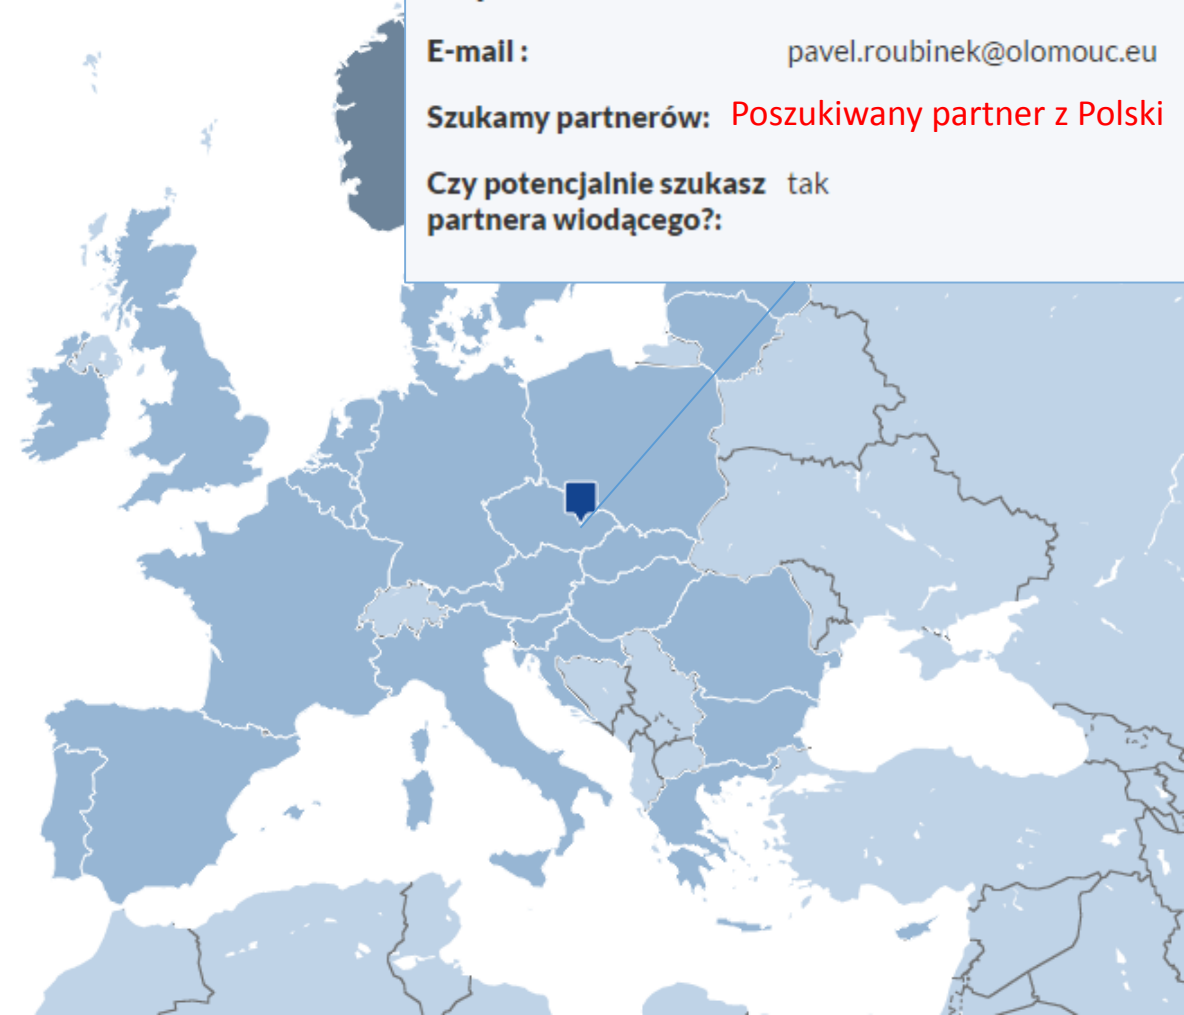 E-mail : pavel.roubinek@olomouc.eu
Szukamy partnerów: Poszukiwany partner z Polski
Czy potencjalnie szukasz tak
partnera wiodącego?: